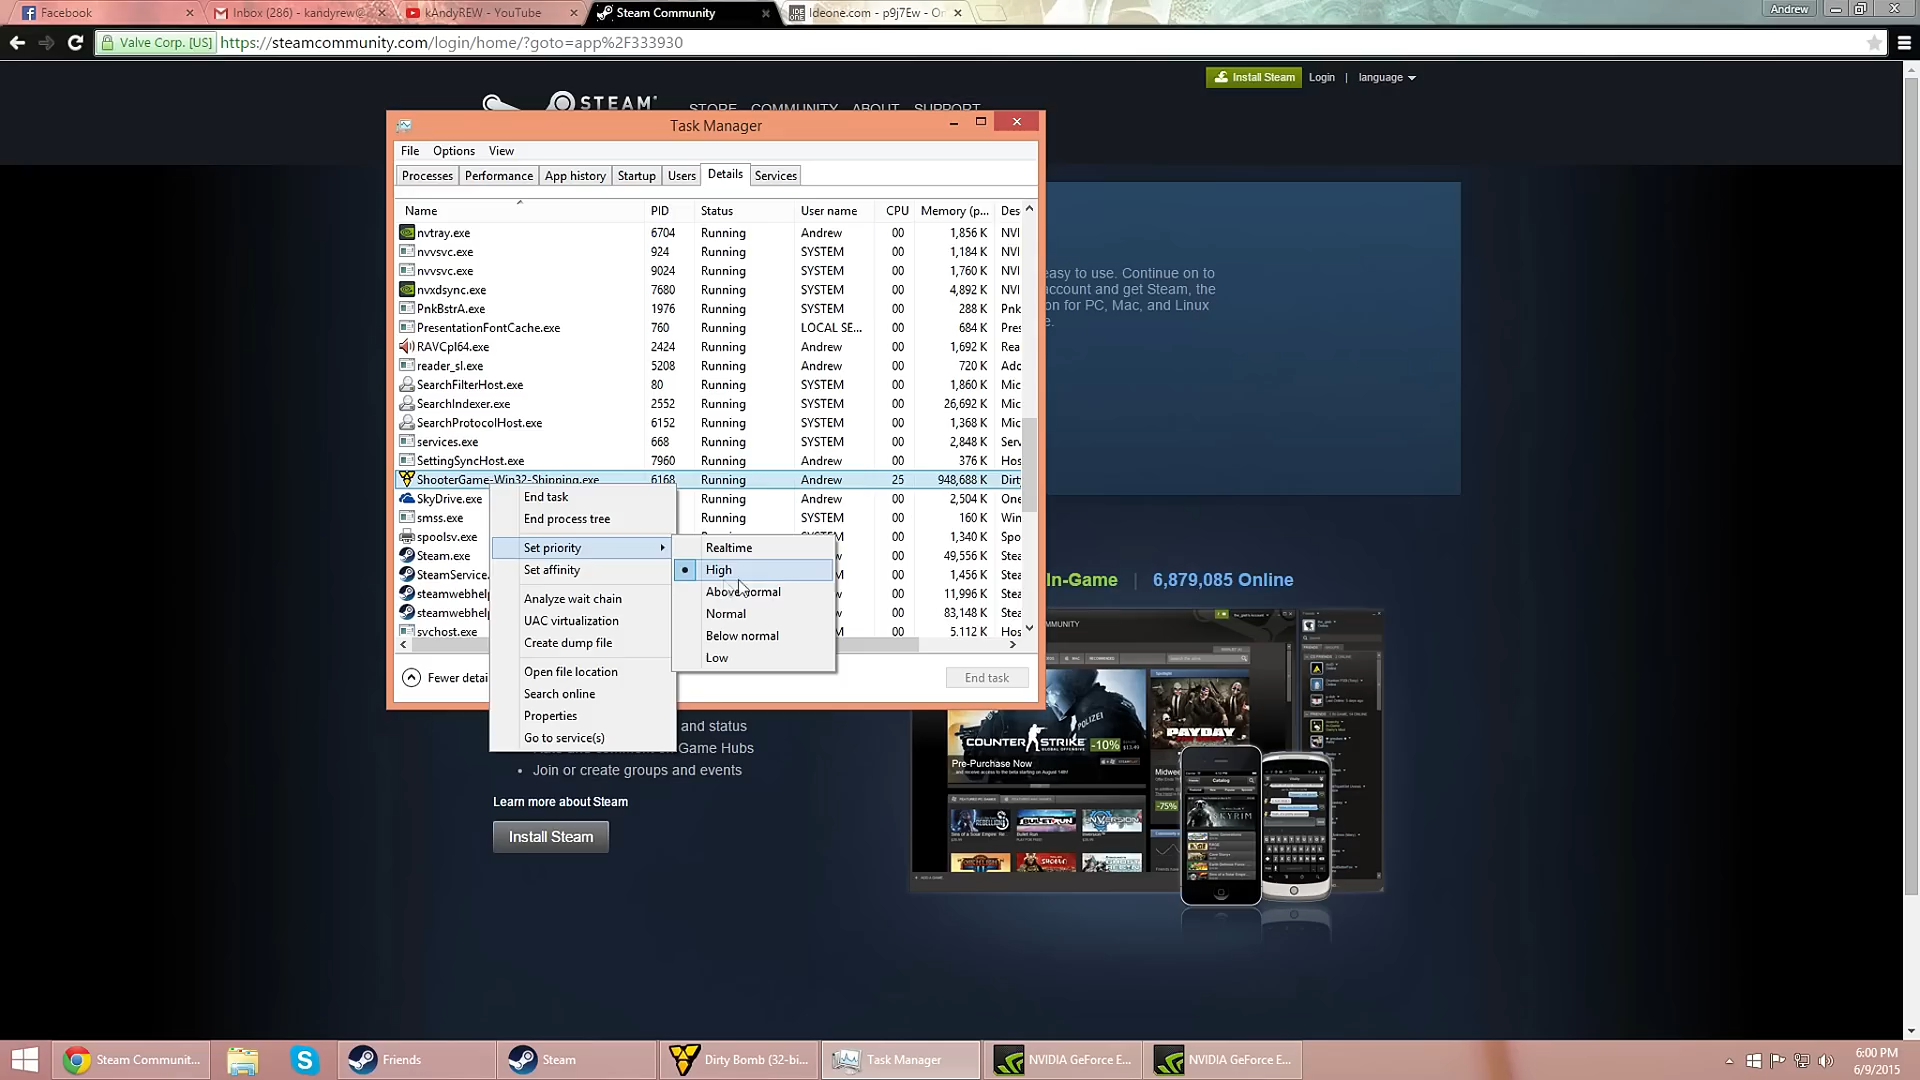 Facebook
Inbox (286) - kandyrew@
kAndyREW - YouTube
Steam Community
Ideone.com - p9j7Ew - On
Andrew
Valve Corp. [US]
https://steamcommunity.com/login/home/?goto=app%2F333930
Install Steam
Login | language
STEAM
STORE COMMUNITY ABOUT SUPPORT
Task Manager
File Options View
Processes Performance App history Startup Users Details Services
Name PID Status User name CPU Memory (p... Des
nvtray.exe 6704 Running Andrew 00 1,856 K NVI
nvvsvc.exe 924 Running SYSTEM 00 1,184 K NVI
nvvsvc.exe 9024 Running SYSTEM 00 1,760 K NVI
nvxdsync.exe 7680 Running SYSTEM 00 4,892 K NVI
PnkBstrA.exe 1976 Running SYSTEM 00 288 K Pnk
PresentationFontCache.exe 760 Running LOCAL SE... 00 684 K Pres
RAVCpl64.exe 2424 Running Andrew 00 1,692 K Rea
reader_sl.exe 5208 Running Andrew 00 720 K Ado
SearchFilterHost.exe 80 Running SYSTEM 00 1,860 K Mic
SearchIndexer.exe 2552 Running SYSTEM 00 26,692 K Mic
SearchProtocolHost.exe 6152 Running SYSTEM 00 1,368 K Mic
services.exe 668 Running SYSTEM 00 2,848 K Serv
SettingSyncHost.exe 7960 Running Andrew 00 376 K Hos
ShooterGame-Win32-Shipping.exe 6168 Running Andrew 25 948,688 K Dirt
SkyDrive.exe Running Andrew 00 2,504 K One
smss.exe Running SYSTEM 00 160 K Win
spoolsv.exe 00 1,340 K Spo
Steam.exe 00 49,556 K Stea
SteamService. 00 1,456 K Stea
steamwebhelp 00 11,996 K Stea
steamwebhelp 00 83,148 K Stea
svchost.exe 00 5,112 K Hos
End task
End process tree
Set priority
Set affinity
Analyze wait chain
UAC virtualization
Create dump file
Open file location
Search online
Properties
Go to service(s)
Realtime
High
Above normal
Normal
Below normal
Low
Fewer detai
End task
easy to use. Continue on to
account and get Steam, the
on for PC, Mac, and Linux
e.
In-Game 6,879,085 Online
and status
Game Hubs
Join or create groups and events
Learn more about Steam
Install Steam
COMMUNITY
COUNTER STRIKE
-10%
$13.49
POLIZEI
Pre-Purchase Now
PAYDAY
Midwee
-75%
SKYRIM
Steam Communit...
Friends
Steam
Dirty Bomb (32-bi...
Task Manager
NVIDIA GeForce E...
NVIDIA GeForce E...
6:00 PM
6/9/2015